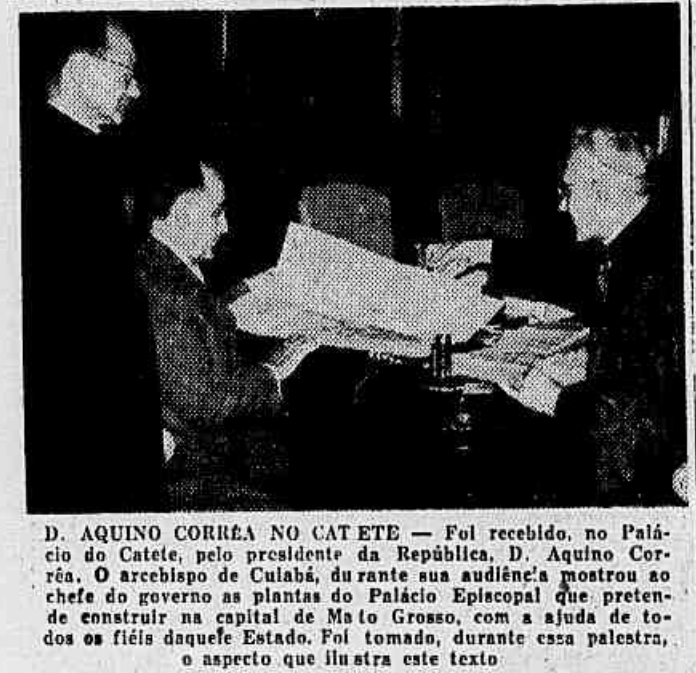 D. AQUINO CORRÊA NO CATETE — Foi recebido, no Palá-
cio do Catete, pelo presidente da República, D. Aquino Cor-
rêa. O arcebispo de Cuiabá, durante sua audiência mostrou ao
chefe do governo as plantas do Palácio Episcopal que preten-
de construir na capital de Mato Grosso, com a ajuda de to-
dos os fiéis daquele Estado. Foi tomado, durante essa palestra,
o aspecto que ilustra este texto